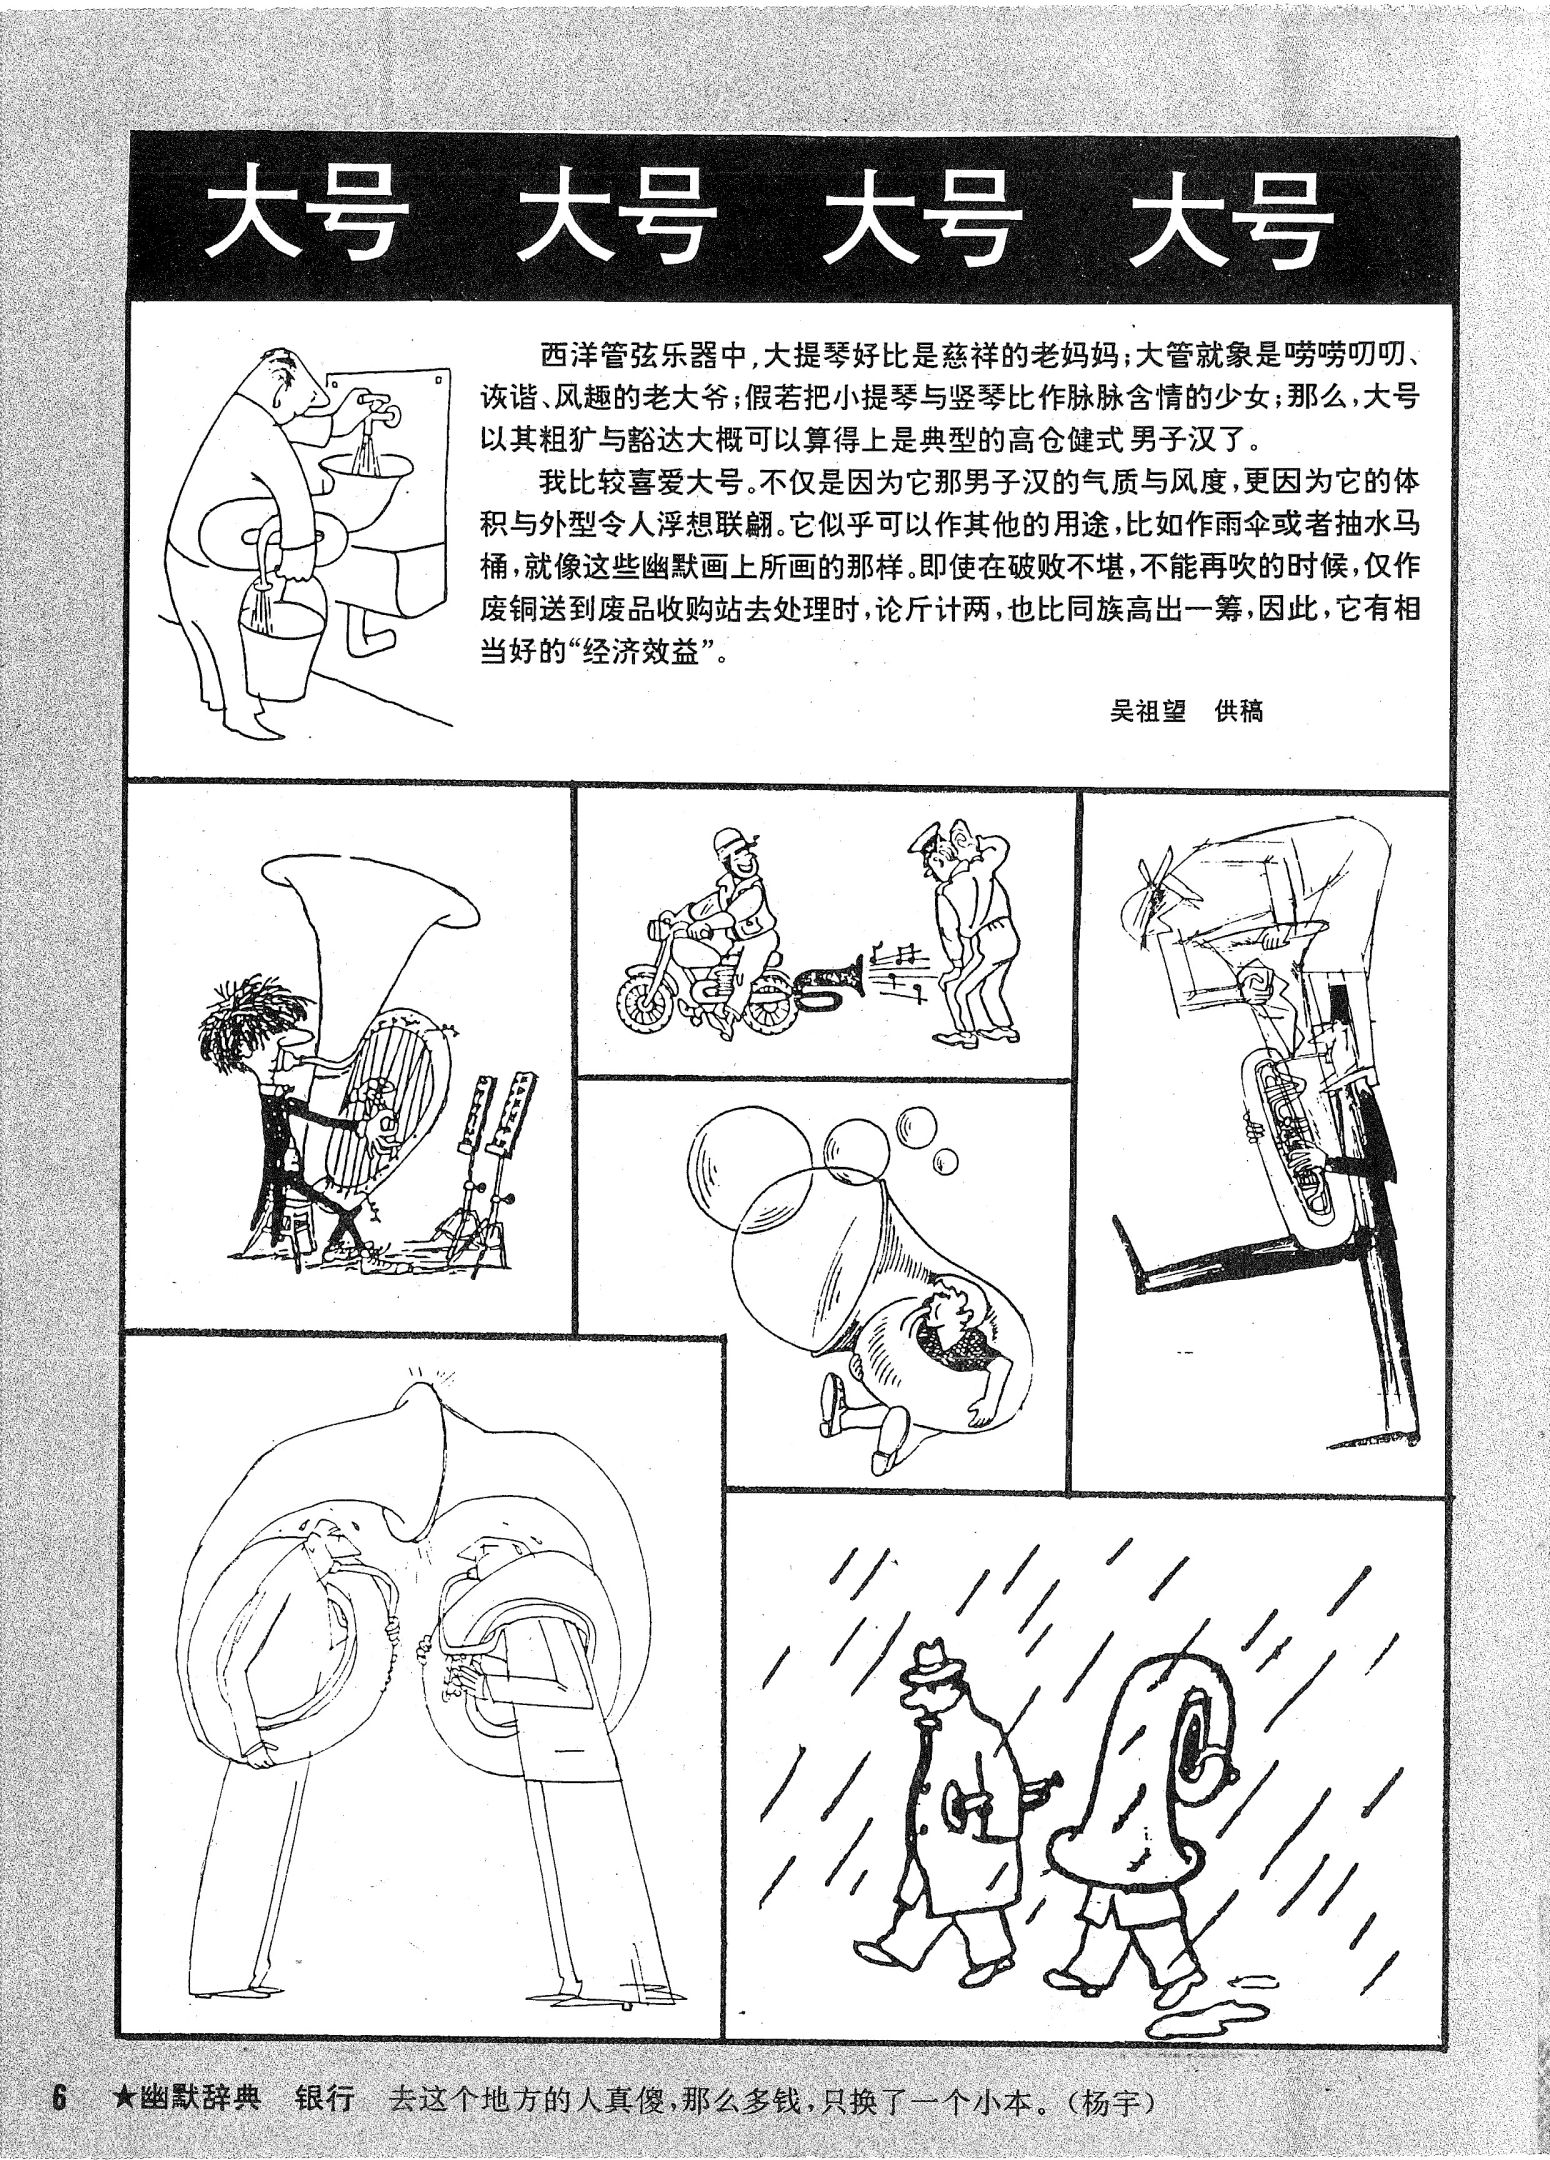 大号 大号 大号 大号
西洋管弦乐器中，大提琴好比是慈祥的老妈妈；大管就象是唠唠叨叨、
诙谐、风趣的老大爷；假若把小提琴与竖琴比作脉脉含情的少女；那么，大号
以其粗犷与豁达大概可以算得上是典型的高仓健式男子汉了。
我比较喜爱大号。不仅是因为它那男子汉的气质与风度，更因为它的体
积与外型令人浮想联翩。它似乎可以作其他的用途，比如作雨伞或者抽水马
桶，就像这些幽默画上所画的那样。即使在破败不堪，不能再吹的时候，仅作
废铜送到废品收购站去处理时，论斤计两，也比同族高出一筹，因此，它有相
当好的“经济效益”。
吴祖望 供稿
6 ★幽默辞典 银行 去这个地方的人真傻，那么多钱，只换了一个小本。（杨宇）